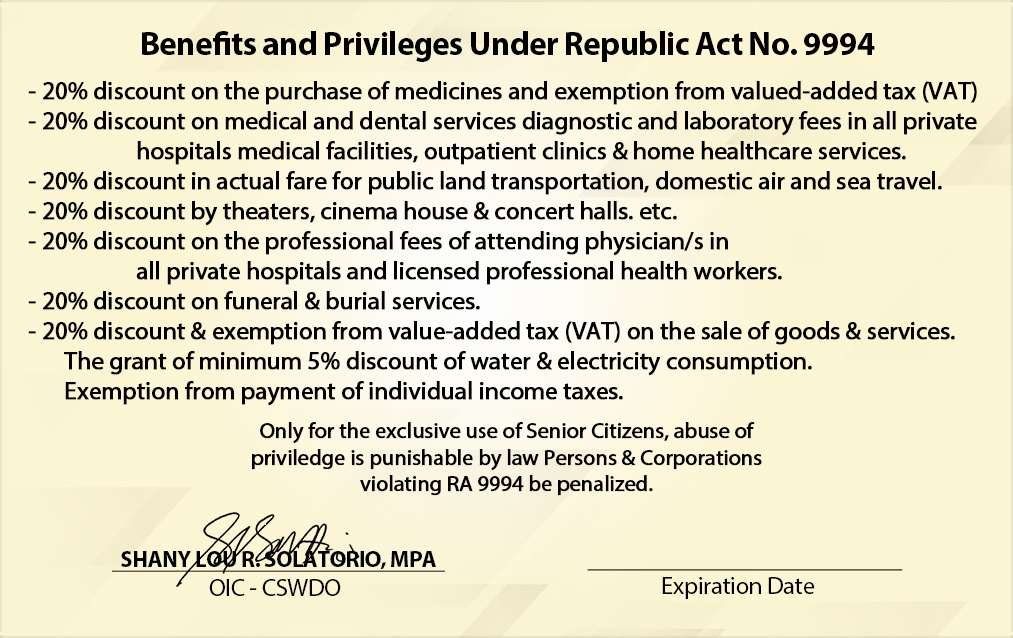 Benefits and Privileges Under Republic Act No. 9994
- 20% discount on the purchase of medicines and exemption from valued-added tax (VAT)
- 20% discount on medical and dental services diagnostic and laboratory fees in all private
hospitals medical facilities, outpatient clinics & home healthcare services.
- 20% discount in actual fare for public land transportation, domestic air and sea travel.
- 20% discount by theaters, cinema house & concert halls. etc.
- 20% discount on the professional fees of attending physician/s in
all private hospitals and licensed professional health workers.
- 20% discount on funeral & burial services.
- 20% discount & exemption from value-added tax (VAT) on the sale of goods & services.
The grant of minimum 5% discount of water & electricity consumption.
Exemption from payment of individual income taxes.
Only for the exclusive use of Senior Citizens, abuse of
priviledge is punishable by law Persons & Corporations
violating RA 9994 be penalized.
SHANY LOU R. SOLATORIO, MPA
OIC - CSWDO
Expiration Date